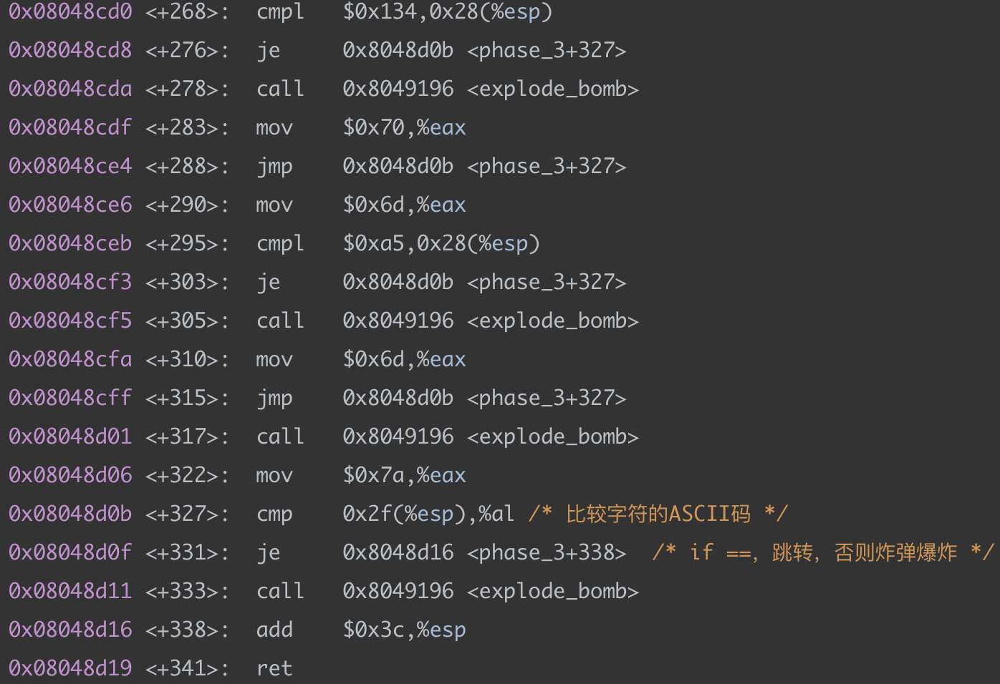 0x08048cd0 <+268>: cmpl $0x134,0x28(%esp)
0x08048cd8 <+276>: je 0x8048d0b <phase_3+327>
0x08048cda <+278>: call 0x8049196 <explode_bomb>
0x08048cdf <+283>: mov $0x70,%eax
0x08048ce4 <+288>: jmp 0x8048d0b <phase_3+327>
0x08048ce6 <+290>: mov $0x6d,%eax
0x08048ceb <+295>: cmpl $0xa5,0x28(%esp)
0x08048cf3 <+303>: je 0x8048d0b <phase_3+327>
0x08048cf5 <+305>: call 0x8049196 <explode_bomb>
0x08048cfa <+310>: mov $0x6d,%eax
0x08048cff <+315>: jmp 0x8048d0b <phase_3+327>
0x08048d01 <+317>: call 0x8049196 <explode_bomb>
0x08048d06 <+322>: mov $0x7a,%eax
0x08048d0b <+327>: cmp 0x2f(%esp),%al /* 比较字符的ASCII码 */
0x08048d0f <+331>: je 0x8048d16 <phase_3+338> /* if ==，跳转，否则炸弹爆炸 */
0x08048d11 <+333>: call 0x8049196 <explode_bomb>
0x08048d16 <+338>: add $0x3c,%esp
0x08048d19 <+341>: ret